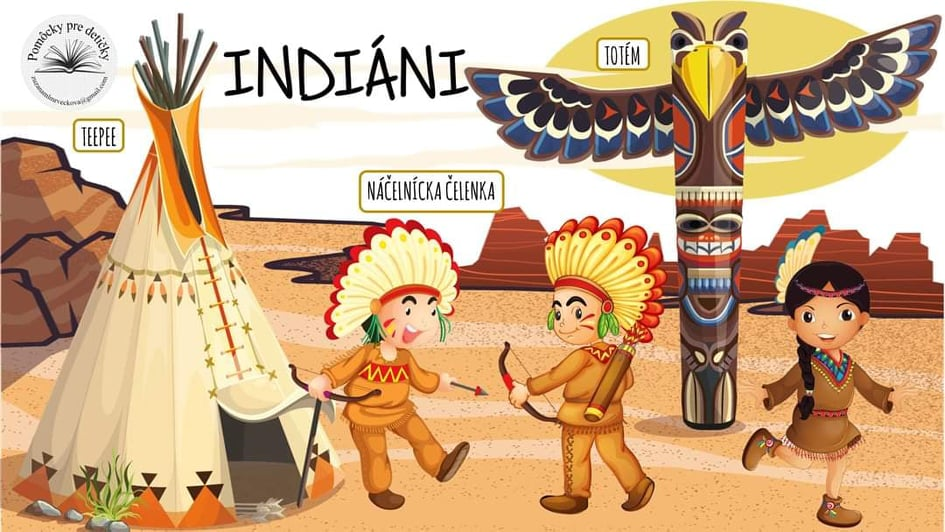 Pomôcky pre detičky
INDIÁNI
TOTÉM
TEEPEE
NÁČELNÍCKA ČELENKA